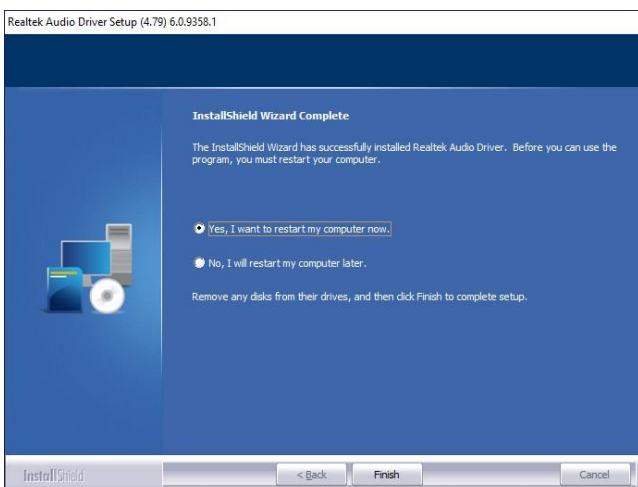 Realtek Audio Driver Setup (4.79) 6.0.9358.1
InstallShield Wizard Complete
The InstallShield Wizard has successfully installed Realtek Audio Driver. Before you can use the
program, you must restart your computer.
Yes, I want to restart my computer now.
No, I will restart my computer later.
Remove any disks from their drives, and then click Finish to complete setup.
InstallShield
< Back
Finish
Cancel